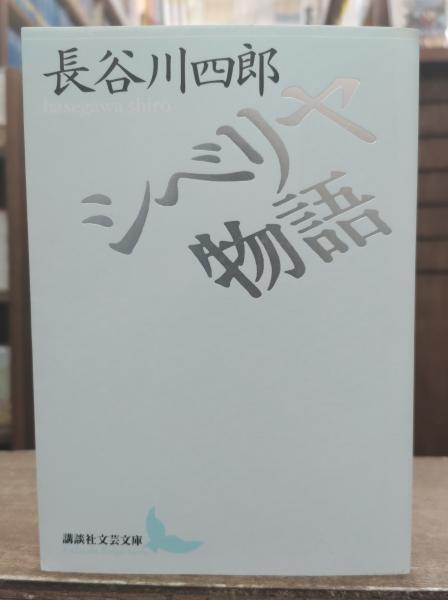 長谷川四郎
hasegawa shirō
シベリヤ
物語
講談社文芸文庫